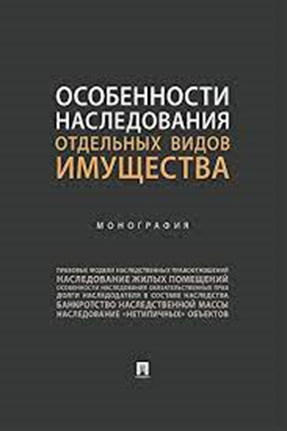 ОСОБЕННОСТИ
НАСЛЕДОВАНИЯ
ОТДЕЛЬНЫХ ВИДОВ
ИМУЩЕСТВА
МОНОГРАФИЯ
ПРАВОВЫЕ МОДЕЛИ НАСЛЕДСТВЕННЫХ ПРАВООТНОШЕНИЙ
НАСЛЕДОВАНИЕ ЖИЛЫХ ПОМЕЩЕНИЙ
ОСОБЕННОСТИ НАСЛЕДОВАНИЯ ОБЯЗАТЕЛЬСТВЕННЫХ ПРАВ
ДОЛГИ НАСЛЕДОДАТЕЛЯ В СОСТАВЕ НАСЛЕДСТВА
БАНКРОТСТВО НАСЛЕДСТВЕННОЙ МАССЫ
НАСЛЕДОВАНИЕ «НЕТИПИЧНЫХ» ОБЪЕКТОВ